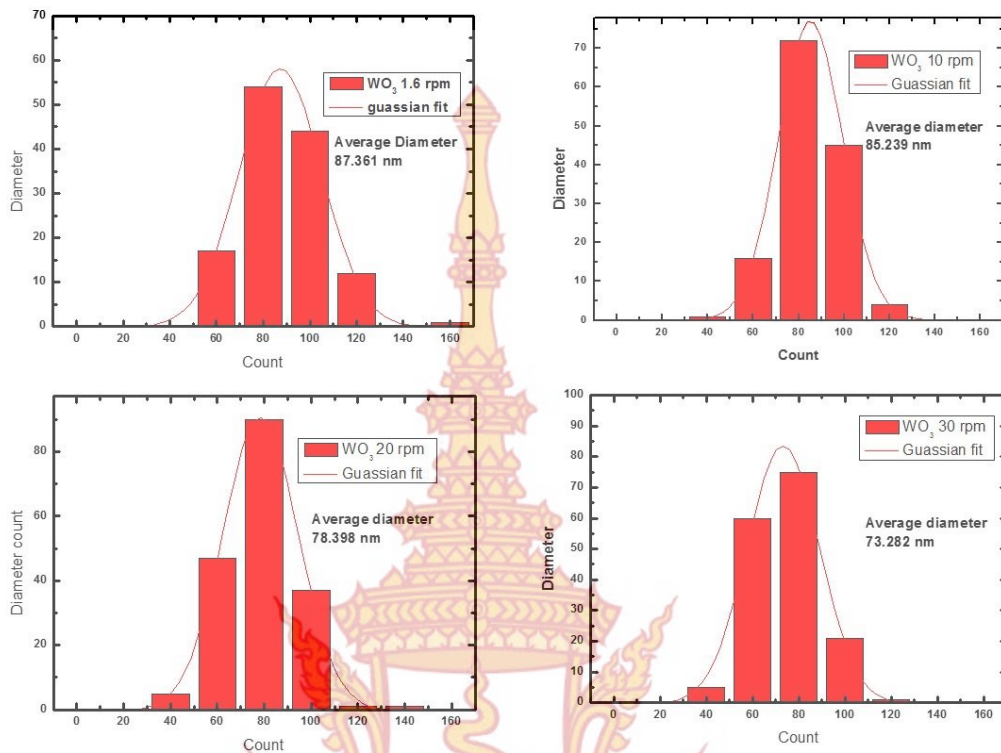 70
60
50
40
30
20
10
0
Diameter
WO3 1.6 rpm
guassian fit
Average Diameter
87.361 nm
0 20 40 60 80 100 120 140 160
Count
70
60
50
40
30
20
10
0
Diameter
WO3 10 rpm
Guassian fit
Average diameter
85.239 nm
0 20 40 60 80 100 120 140 160
Count
80
60
40
20
0
Diameter count
WO3 20 rpm
Guassian fit
Average diameter
78.398 nm
0 20 40 60 80 100 120 140 160
Count
100
90
80
70
60
50
40
30
20
10
0
Diameter
WO3 30 rpm
Guassian fit
Average diameter
73.282 nm
0 20 40 60 80 100 120 140 160
Count